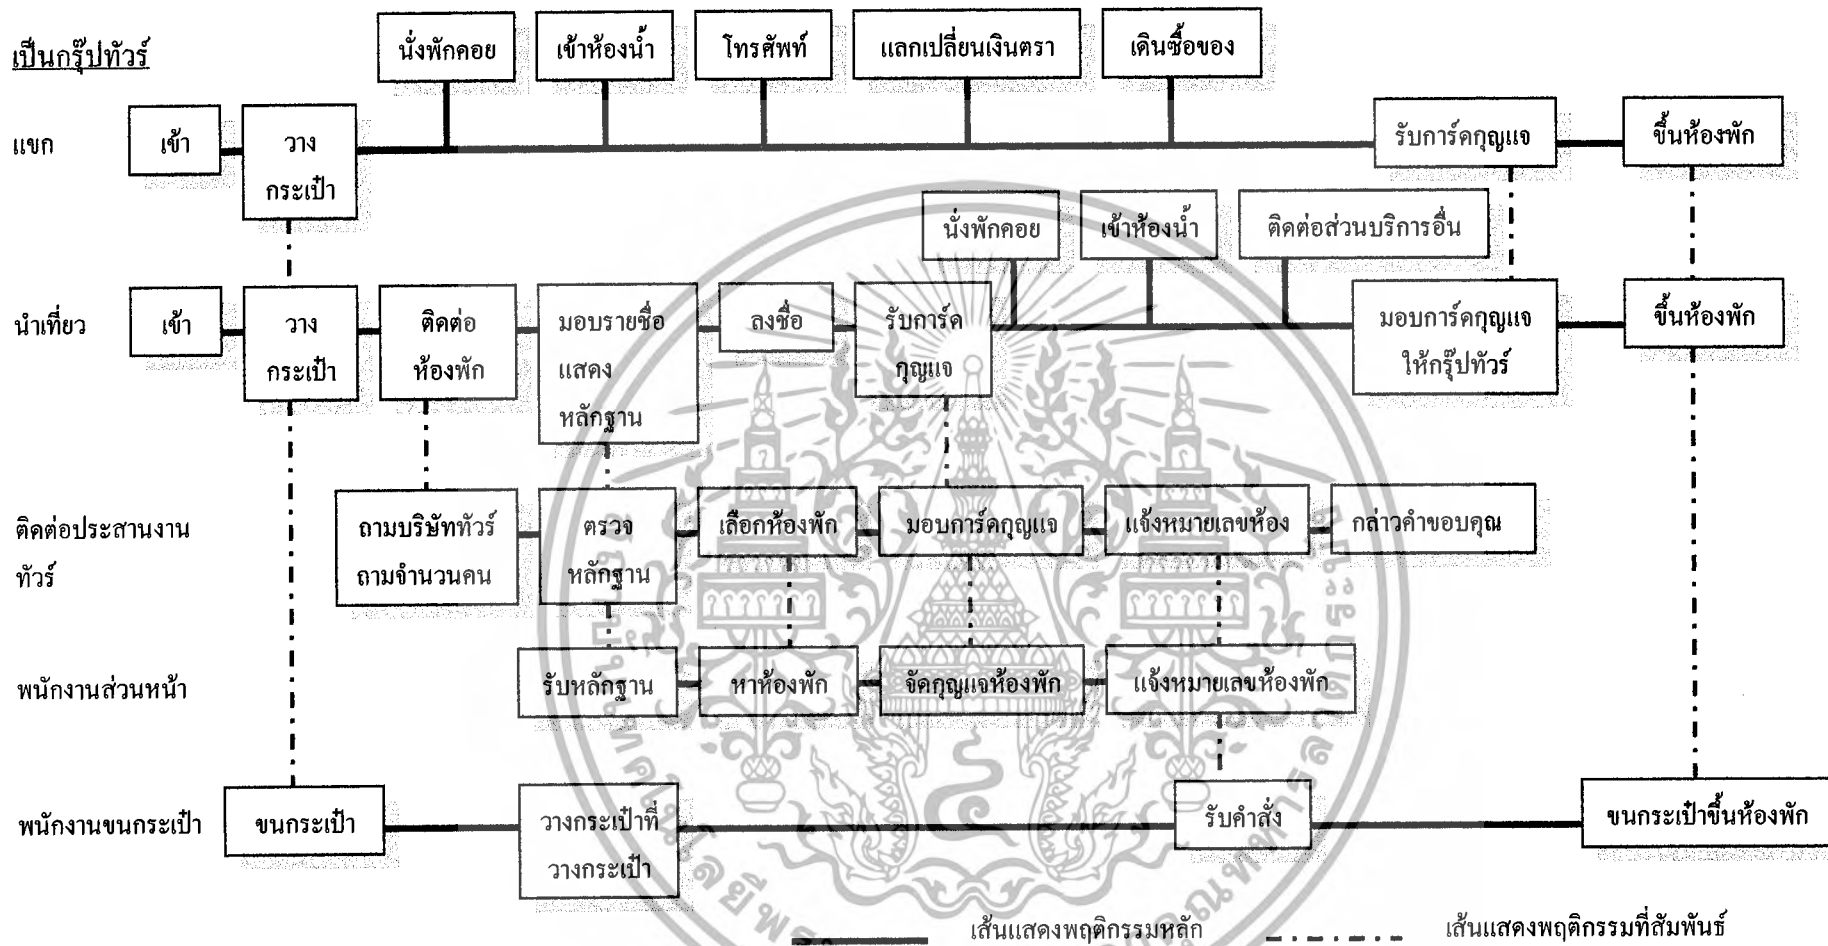 เป็นกรุ๊ปทัวร์
นั่งพักคอย
เข้าห้องน้ำ
โทรศัพท์
แลกเปลี่ยนเงินตรา
เดินซื้อของ
แขก
เข้า
วาง
กระเป๋า
รับการ์คกุญแจ
ขึ้นห้องพัก
นั่งพักคอย
เข้าห้องน้ำ
ติดต่อส่วนบริการอื่น
นำเที่ยว
เข้า
วาง
กระเป๋า
ติดต่อ
ห้องพัก
มอบรายชื่อ
แสดง
หลักฐาน
ลงชื่อ
รับการ์ค
กุญแจ
มอบการ์คกุญแจ
ให้กรุ๊ปทัวร์
ขึ้นห้องพัก
ติดต่อประสานงาน
ทัวร์
ถามบริษัททัวร์
ถามจำนวนคน
ตรวจ
หลักฐาน
เลือกห้องพัก
มอบการ์คกุญแจ
แจ้งหมายเลขห้อง
กล่าวคำขอบคุณ
พนักงานส่วนหน้า
รับหลักฐาน
หาห้องพัก
จัดกุญแจห้องพัก
แจ้งหมายเลขห้องพัก
พนักงานขนกระเป๋า
ขนกระเป๋า
วางกระเป๋าที่
วางกระเป๋า
รับคำสั่ง
ขนกระเป๋าขึ้นห้องพัก
เส้นแสดงพฤติกรรมหลัก
เส้นแสดงพฤติกรรมที่สัมพันธ์